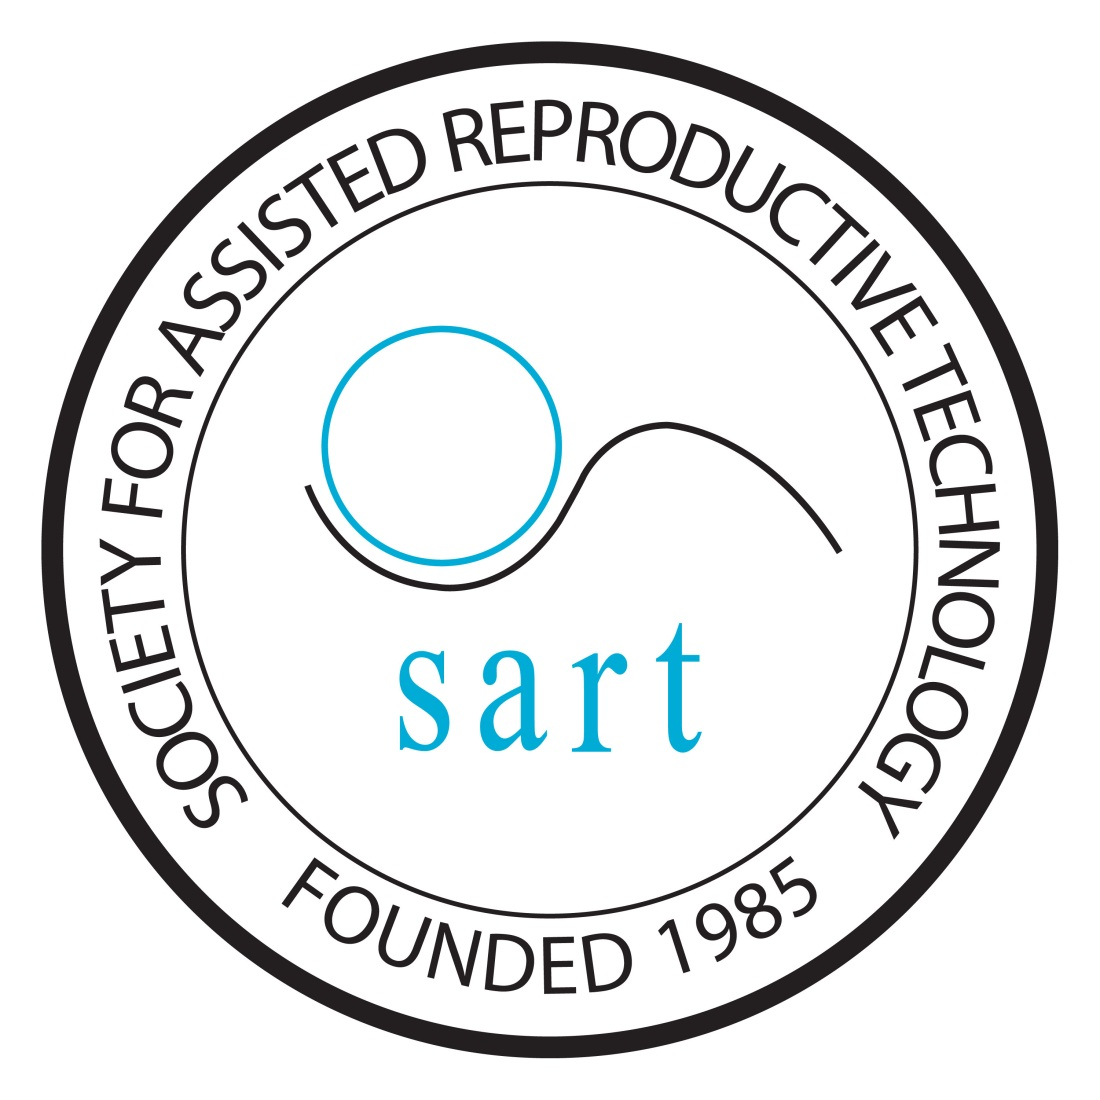 SOCIETY FOR ASSISTED REPRODUCTIVE TECHNOLOGY
sart
FOUNDED 1985